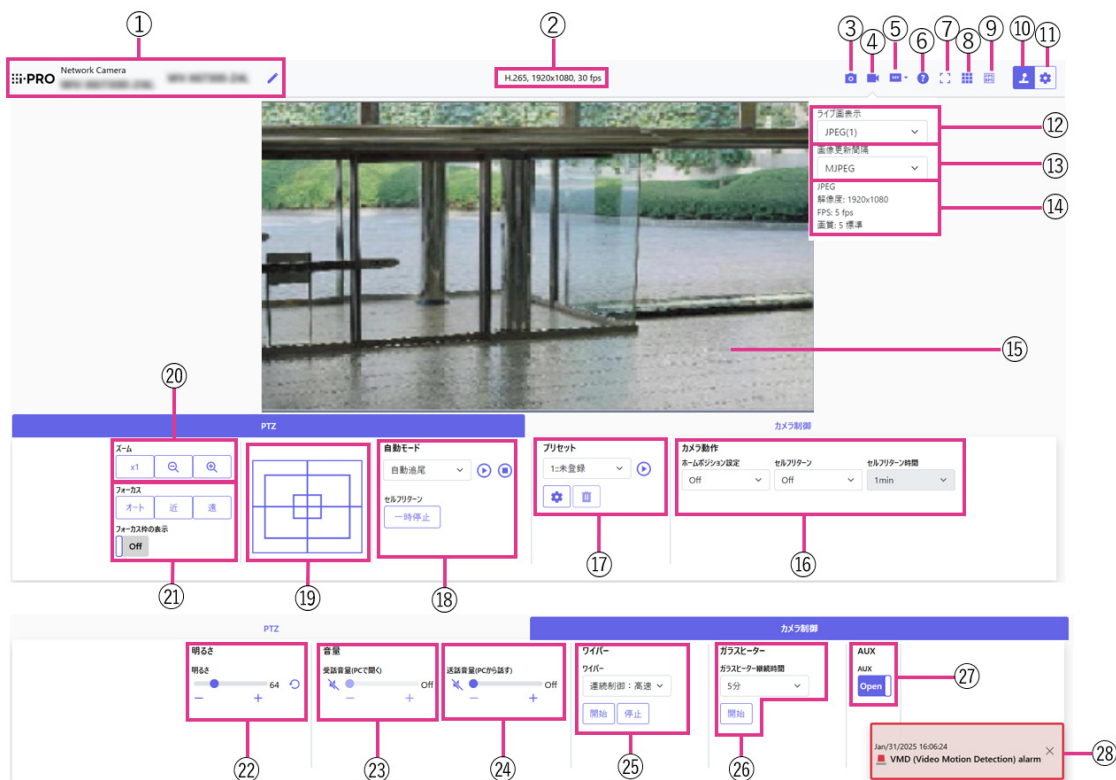 ① ② ③ ④ ⑤ ⑥ ⑦ ⑧ ⑨ ⑩ ⑪
i-PRO
Network Camera
H.265, 1920x1080, 30 fps
ライブ画表示
JPEG(1)
⑫
画像更新間隔
MJPEG
⑬
JPEG
解像度: 1920x1080
FPS: 5 fps
画質: 5 標準
⑭
⑮
⑳
PTZ
カメラ制御
ズーム
x1
フォーカス
オート 近 遠
フォーカス枠の表示
Off
自動モード
自動追尾
セルフリターン
一時停止
プリセット
1::未登録
カメラ動作
ホームポジション設定 セルフリターン セルフリターン時間
Off Off 1min
㉑ ⑲ ⑱ ⑰ ⑯
PTZ
カメラ制御
明るさ
明るさ
64
− +
音量
受話音量(PCで聞く)
Off
− +
送話音量(PCから話す)
Off
− +
ワイパー
ワイパー
連続制御：高速
開始 停止
ガラスヒーター
ガラスヒーター継続時間
5分
開始
AUX
AUX
Open
㉗
Jan/31/2025 16:06:24
VMD (Video Motion Detection) alarm
㉒ ㉓ ㉔ ㉕ ㉖ ㉘